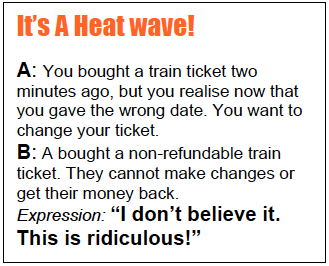 It's A Heat wave!
A: You bought a train ticket two
minutes ago, but you realise now that
you gave the wrong date. You want to
change your ticket.
B: A bought a non-refundable train
ticket. They cannot make changes or
get their money back.
Expression: “I don’t believe it.
This is ridiculous!”